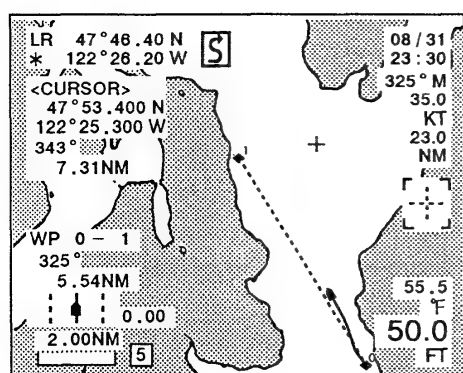 LR 47°46.40 N
* 122°26.20 W
S
<CURSOR>
47°53.400 N
122°25.300 W
343°
7.31NM
WP 0 - 1
325°
5.54NM
0.00
2.00NM
5
1
0
08/31
23:30
325°M
35.0
KT
23.0
NM
55.5
°F
50.0
FT